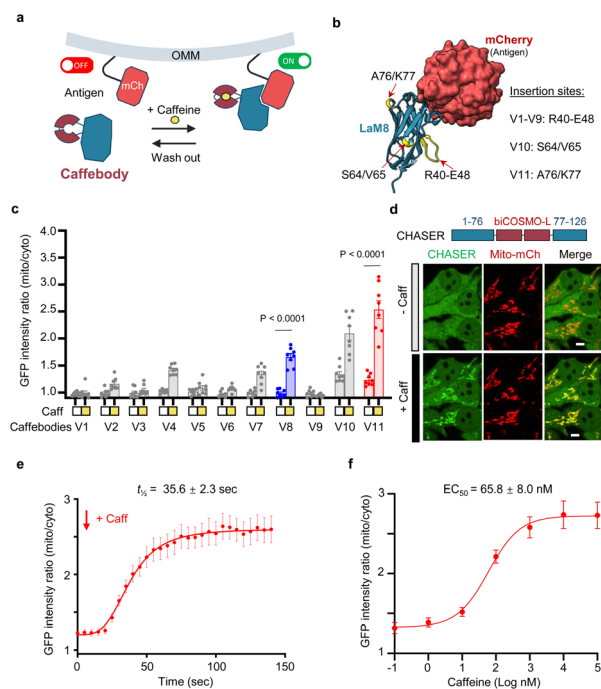 a
OMM
OFF
ON
mCh
Antigen
+ Caffeine
Wash out
Caffebody
b
mCherry
(Antigen)
A76/K77
LaM8
S64/V65
R40-E48
Insertion sites:
V1-V9: R40-E48
V10: S64/V65
V11: A76/K77
c
GFP intensity ratio (mito/cyto)
4.0
3.5
3.0
2.5
2.0
1.5
1.0
P < 0.0001
P < 0.0001
Caff
Caffebodies V1 V2 V3 V4 V5 V6 V7 V8 V9 V10 V11
d
1-76 biCOSMO-L 77-126
CHASER
CHASER Mito-mCh Merge
- Caff
+ Caff
e
t½ = 35.6 ± 2.3 sec
+ Caff
GFP intensity ratio (mito/cyto)
3
2
1
0 50 100 150
Time (sec)
f
EC50 = 65.8 ± 8.0 nM
GFP intensity ratio (mito/cyto)
3
2
1
-1 0 1 2 3 4 5
Caffeine (Log nM)